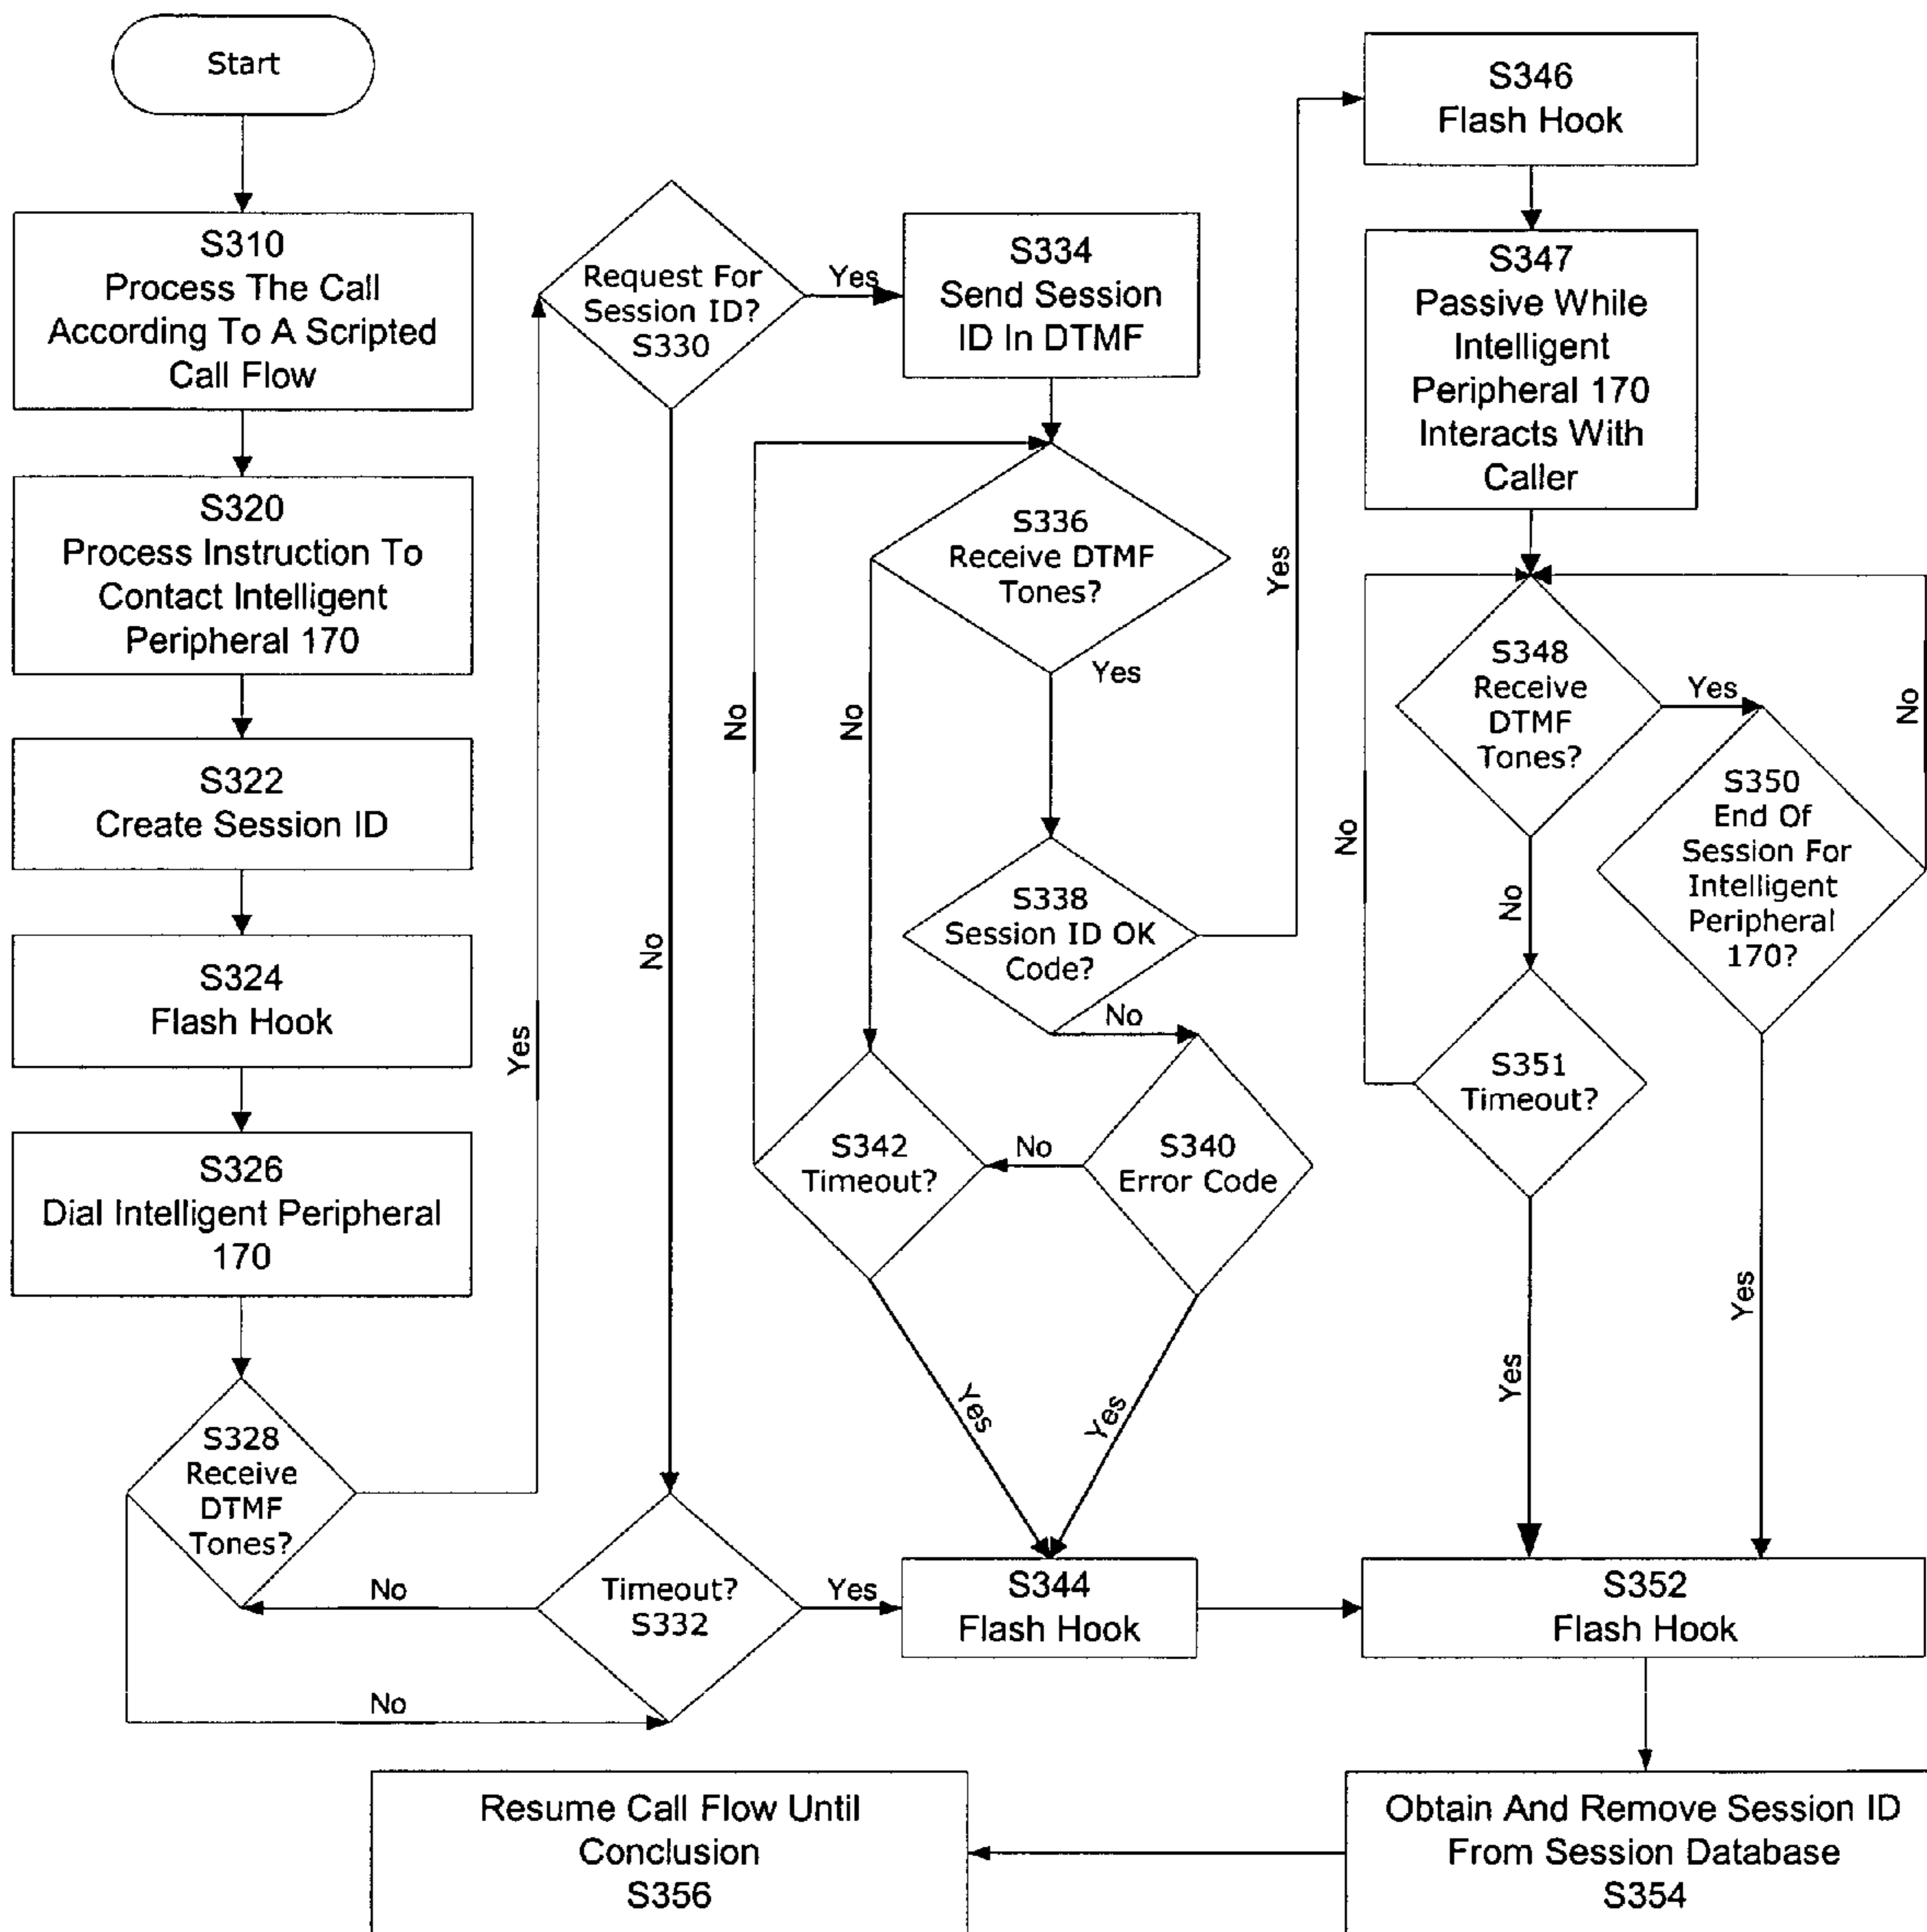 Start
S310
Process The Call
According To A Scripted
Call Flow
S320
Process Instruction To
Contact Intelligent
Peripheral 170
S322
Create Session ID
S324
Flash Hook
S326
Dial Intelligent Peripheral
170
S328
Receive
DTMF
Tones?
Yes
No
Request For
Session ID?
S330
Yes
No
Timeout?
S332
No
Yes
S334
Send Session
ID In DTMF
S336
Receive DTMF
Tones?
No
Yes
S338
Session ID OK
Code?
Yes
No
S340
Error Code
No
Yes
S342
Timeout?
No
Yes
S344
Flash Hook
S346
Flash Hook
S347
Passive While
Intelligent
Peripheral 170
Interacts With
Caller
S348
Receive
DTMF
Tones?
Yes
No
S350
End Of
Session For
Intelligent
Peripheral
170?
No
Yes
S351
Timeout?
No
Yes
S352
Flash Hook
Obtain And Remove Session ID
From Session Database
S354
Resume Call Flow Until
Conclusion
S356